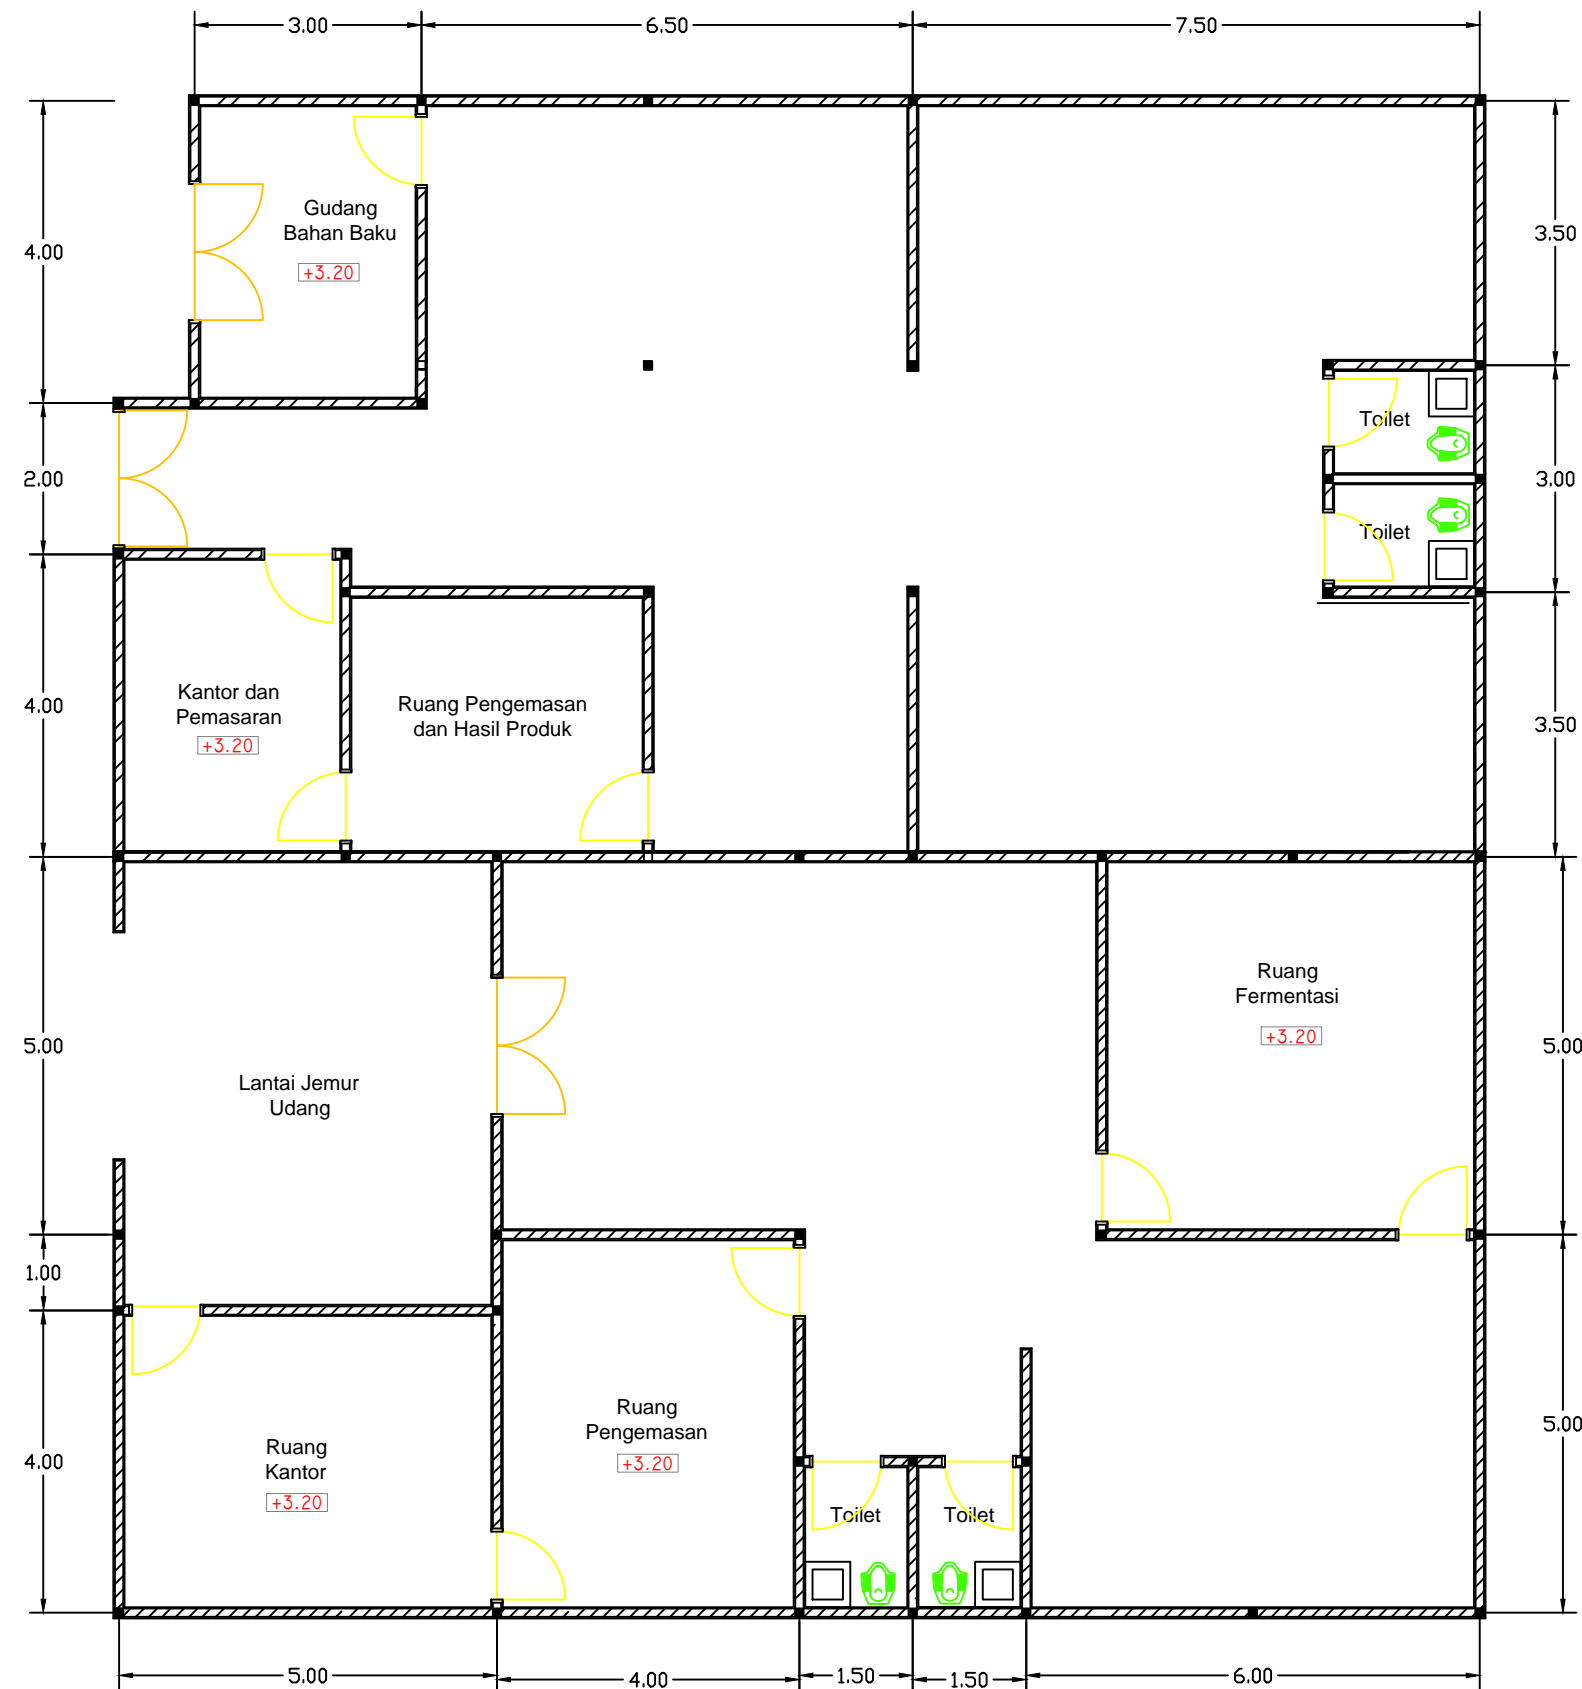 3.00
6.50
7.50
4.00
3.50
Gudang
Bahan Baku
+3.20
Toilet
2.00
3.00
Toilet
4.00
Kantor dan
Pemasaran
+3.20
Ruang Pengemasan
dan Hasil Produk
3.50
5.00
Lantai Jemur
Udang
Ruang
Fermentasi
+3.20
5.00
1.00
4.00
Ruang
Kantor
+3.20
Ruang
Pengemasan
+3.20
5.00
Toilet
Toilet
5.00
4.00
1.50
1.50
6.00